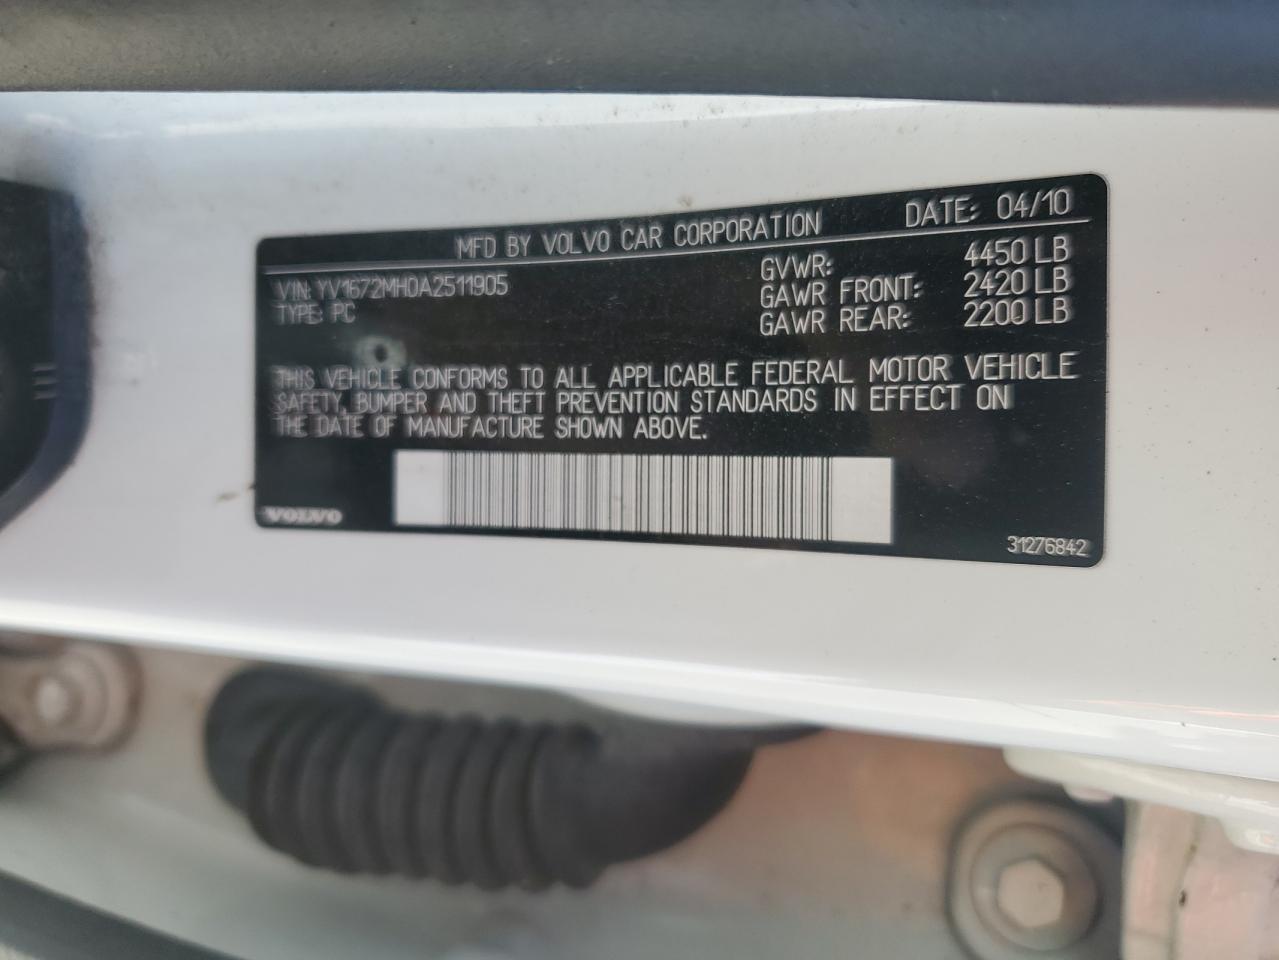 MFD BY VOLVO CAR CORPORATION DATE: 04/10
VIN: YV1672MH0A2511905 GVWR: 4450 LB
TYPE: PC GAWR FRONT: 2420 LB
GAWR REAR: 2200 LB
THIS VEHICLE CONFORMS TO ALL APPLICABLE FEDERAL MOTOR VEHICLE
SAFETY, BUMPER AND THEFT PREVENTION STANDARDS IN EFFECT ON
THE DATE OF MANUFACTURE SHOWN ABOVE.
VOLVO
31276842